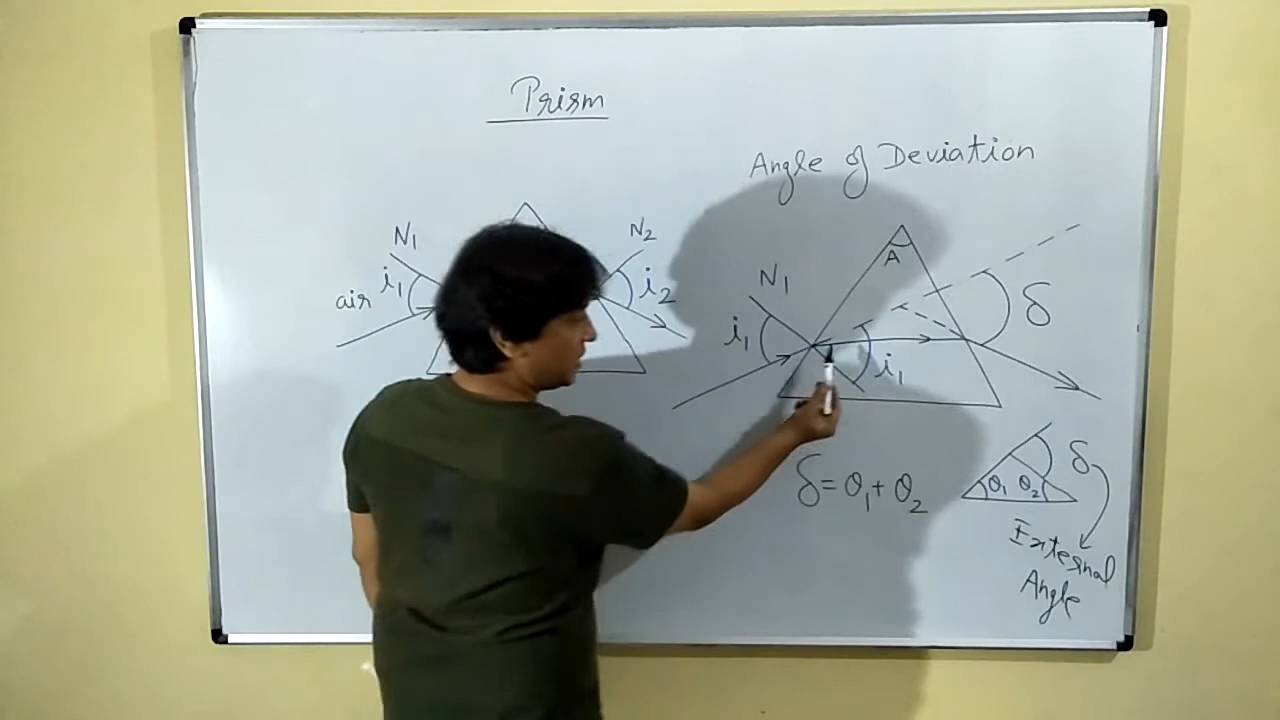 Prism
Angle of Deviation
N1
N2
air i1
i2
A
N1
i1
i1
δ
δ = θ1 + θ2
θ1 θ2
δ
External
Angle